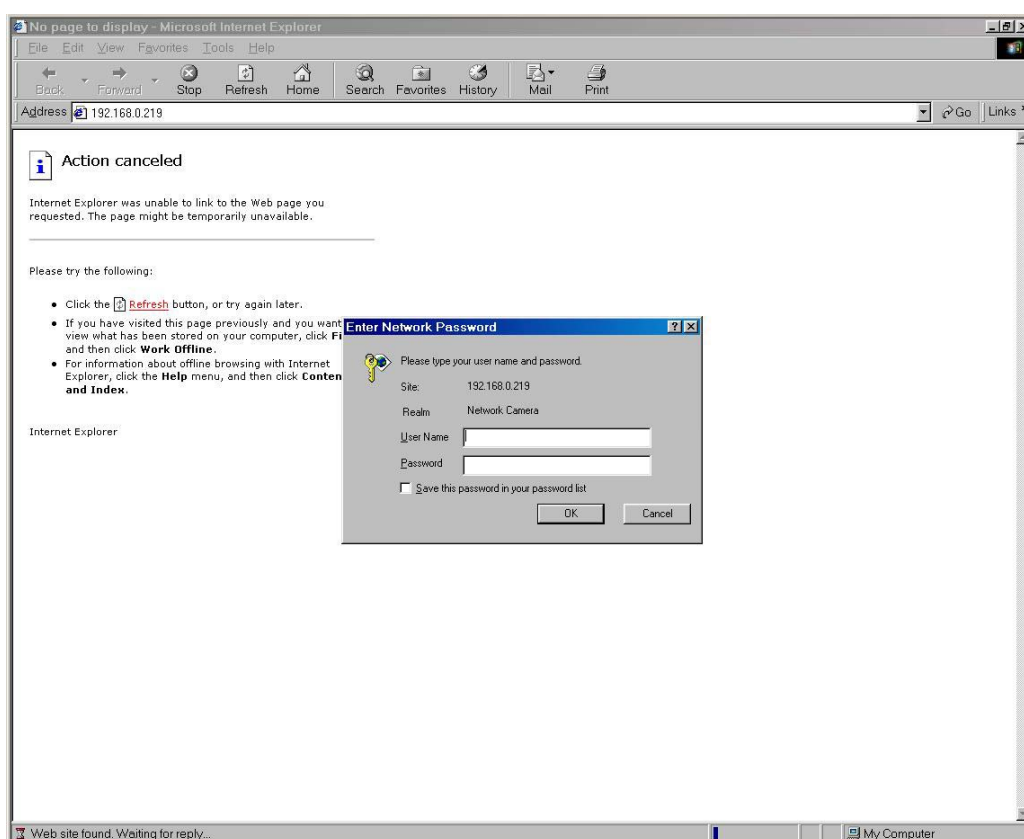 No page to display - Microsoft Internet Explorer
File Edit View Favorites Tools Help
Back Forward Stop Refresh Home Search Favorites History Mail Print
Address 192.168.0.219 Go Links
Action canceled
Internet Explorer was unable to link to the Web page you
requested. The page might be temporarily unavailable.
Please try the following:
Click the Refresh button, or try again later.
If you have visited this page previously and you want
view what has been stored on your computer, click Fi
and then click Work Offline.
For information about offline browsing with Internet
Explorer, click the Help menu, and then click Conten
and Index.
Internet Explorer
Enter Network Password
Please type your user name and password.
Site: 192.168.0.219
Realm Network Camera
User Name
Password
Save this password in your password list
OK Cancel
Web site found. Waiting for reply... My Computer